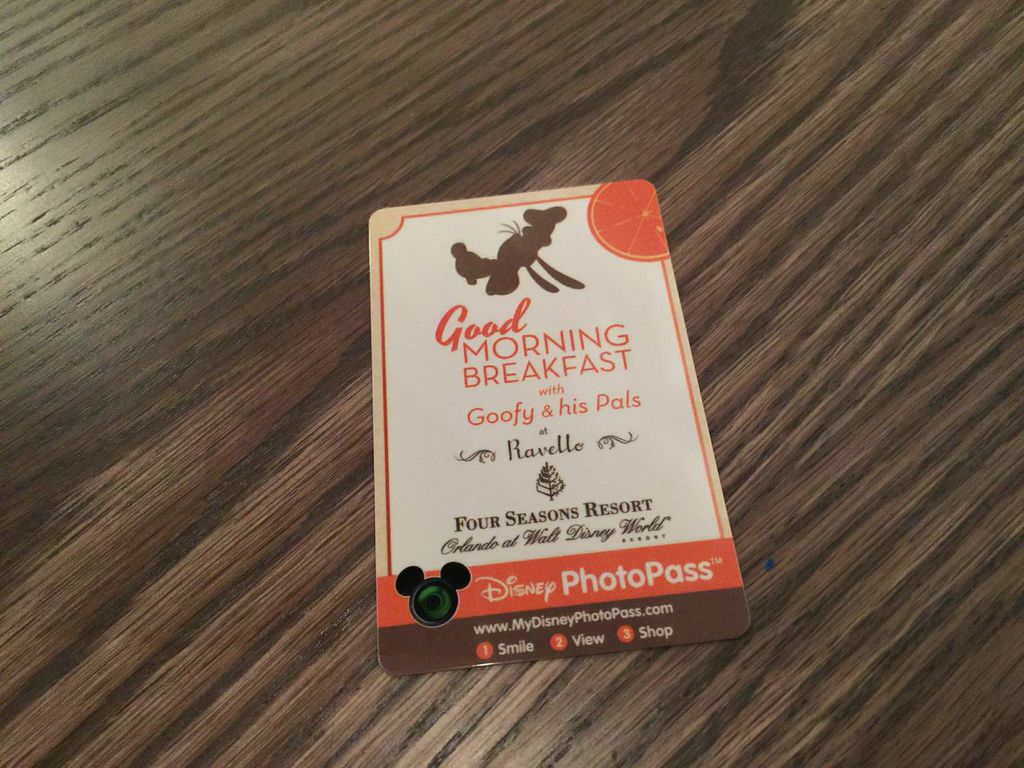 Good
MORNING
BREAKFAST
with
Goofy & his Pals
at
Ravello
FOUR SEASONS RESORT
Orlando at Walt Disney World®
RESORT
Disney PhotoPass™
www.MyDisneyPhotoPass.com
1 Smile 2 View 3 Shop